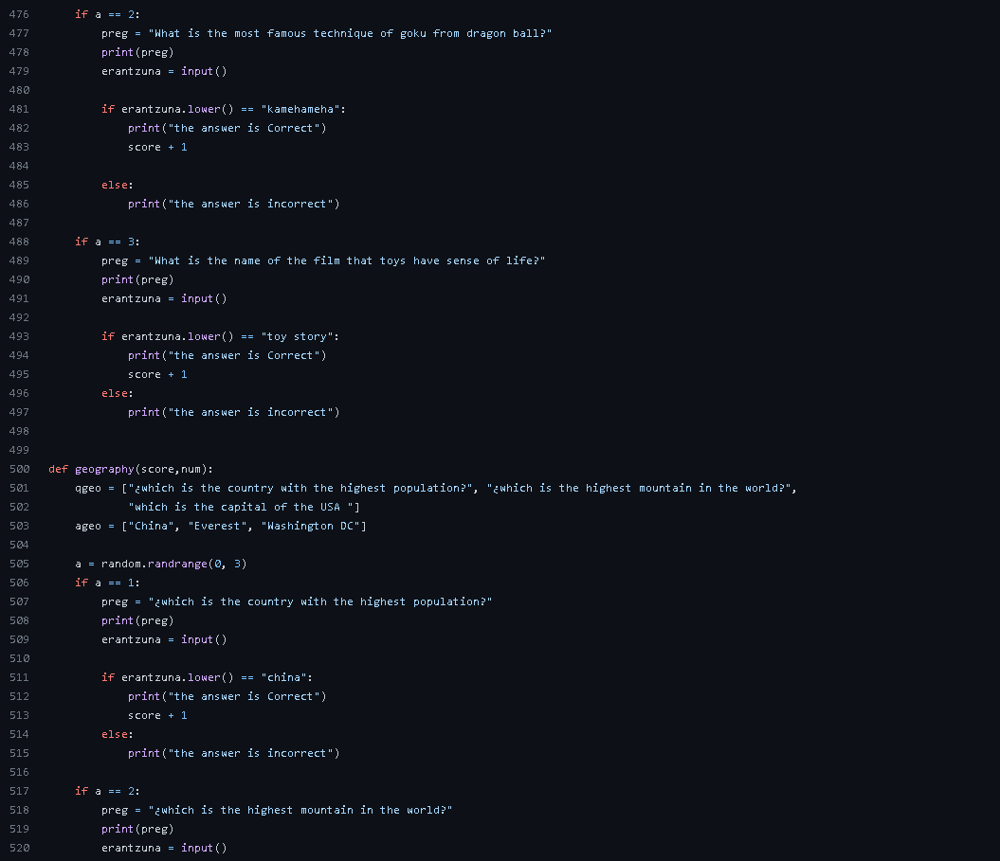 476     if a == 2:
477         preg = "What is the most famous technique of goku from dragon ball?"
478         print(preg)
479         erantzuna = input()
480
481         if erantzuna.lower() == "kamehameha":
482             print("the answer is Correct")
483             score + 1
484
485         else:
486             print("the answer is incorrect")
487
488     if a == 3:
489         preg = "What is the name of the film that toys have sense of life?"
490         print(preg)
491         erantzuna = input()
492
493         if erantzuna.lower() == "toy story":
494             print("the answer is Correct")
495             score + 1
496         else:
497             print("the answer is incorrect")
498
499
500 def geography(score,num):
501     qgeo = ["¿which is the country with the highest population?", "¿which is the highest mountain in the world?",
502             "which is the capital of the USA "]
503     ageo = ["China", "Everest", "Washington DC"]
504
505     a = random.randrange(0, 3)
506     if a == 1:
507         preg = "¿which is the country with the highest population?"
508         print(preg)
509         erantzuna = input()
510
511         if erantzuna.lower() == "china":
512             print("the answer is Correct")
513             score + 1
514         else:
515             print("the answer is incorrect")
516
517     if a == 2:
518         preg = "¿which is the highest mountain in the world?"
519         print(preg)
520         erantzuna = input()